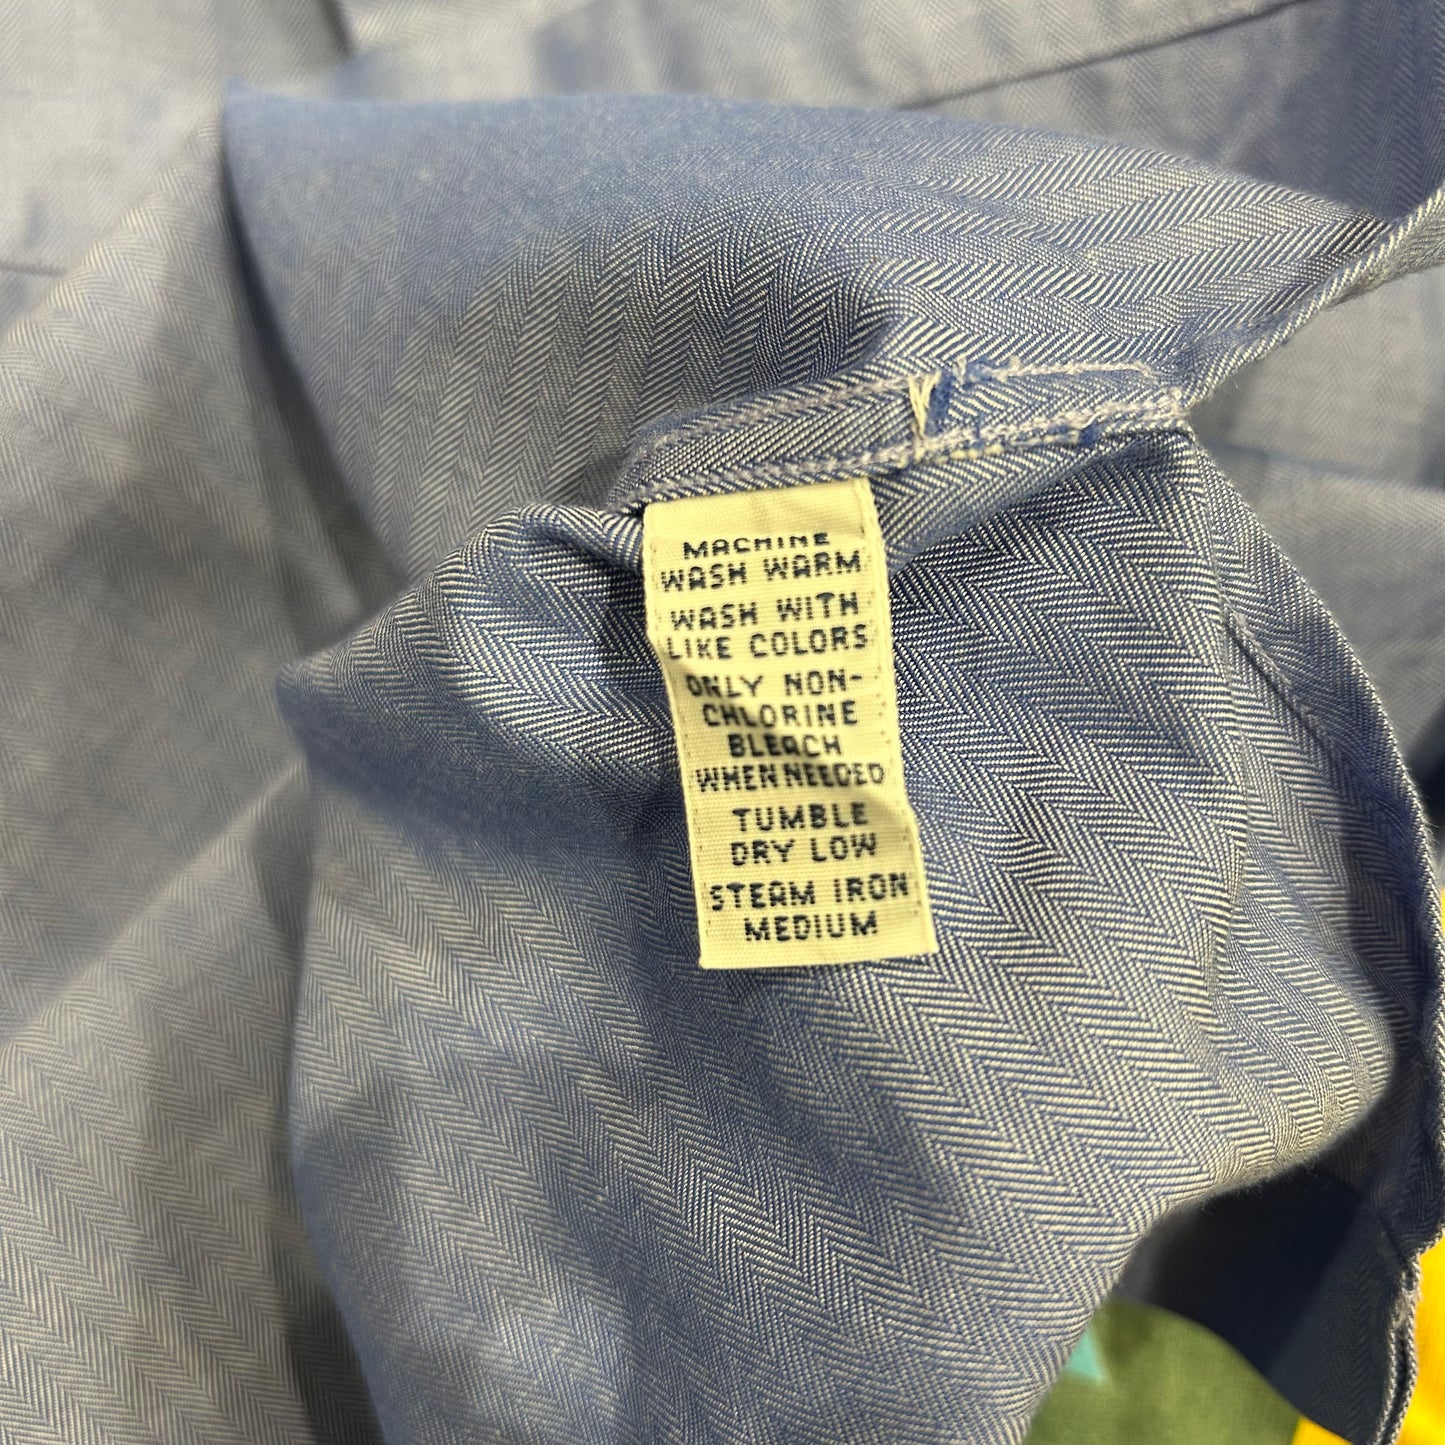 MACHINE
WASH WARM
WASH WITH
LIKE COLORS
ONLY NON-
CHLORINE
BLEACH
WHEN NEEDED
TUMBLE
DRY LOW
STEAM IRON
MEDIUM